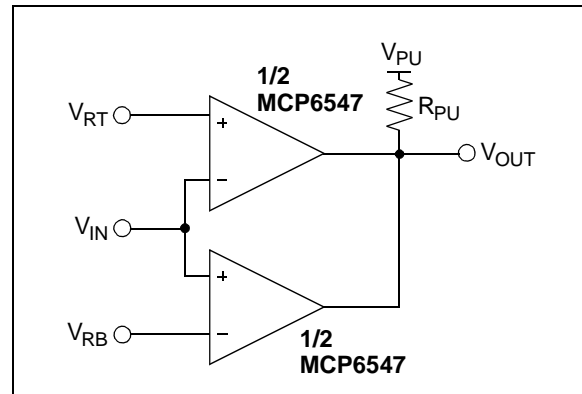 V_PU
1/2
MCP6547
V_RT
R_PU
+
−
V_OUT
V_IN
+
−
V_RB
1/2
MCP6547